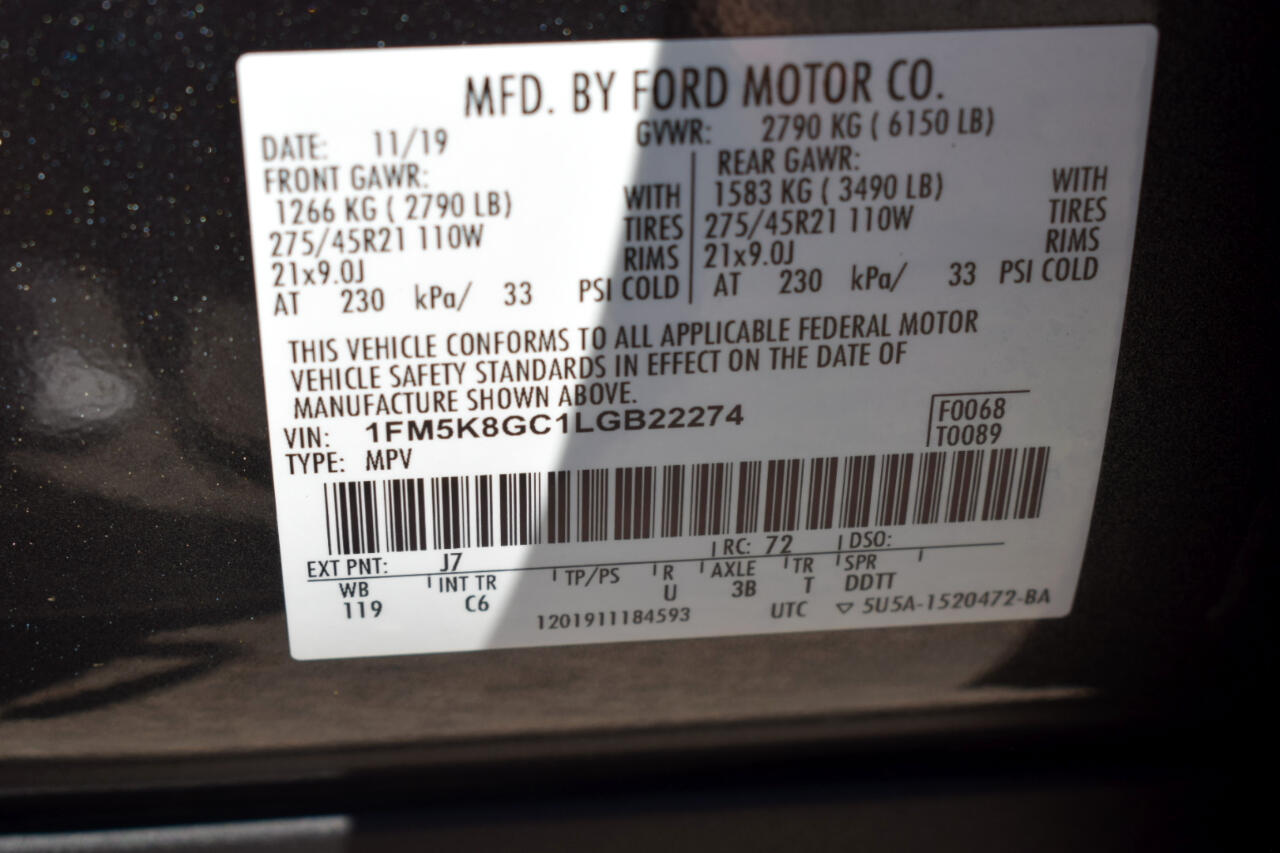 MFD. BY FORD MOTOR CO.
DATE: 11/19 GVWR: 2790 KG ( 6150 LB)
FRONT GAWR: REAR GAWR:
1266 KG ( 2790 LB) WITH 1583 KG ( 3490 LB) WITH
275/45R21 110W TIRES 275/45R21 110W TIRES
21x9.0J RIMS 21x9.0J RIMS
AT 230 kPa/ 33 PSI COLD AT 230 kPa/ 33 PSI COLD
THIS VEHICLE CONFORMS TO ALL APPLICABLE FEDERAL MOTOR
VEHICLE SAFETY STANDARDS IN EFFECT ON THE DATE OF
MANUFACTURE SHOWN ABOVE.
VIN: 1FM5K8GC1LGB22274 F0068
TYPE: MPV T0089
EXT PNT: J7 RC: 72 DSO:
WB INT TR TP/PS R AXLE TR SPR
119 C6 U 3B T DDTT
1201911184593 UTC ▽ 5U5A-1520472-BA